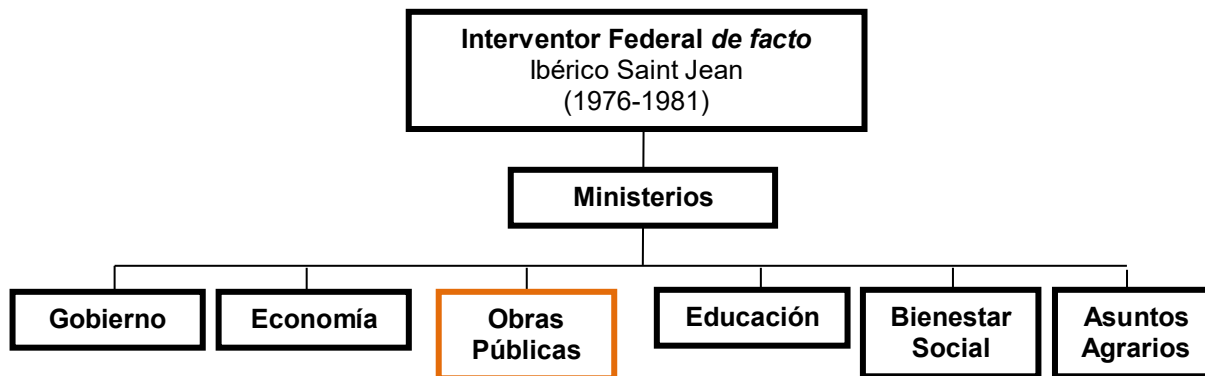 Interventor Federal de facto
Ibérico Saint Jean
(1976-1981)
Ministerios
Gobierno
Economía
Obras
Públicas
Educación
Bienestar
Social
Asuntos
Agrarios